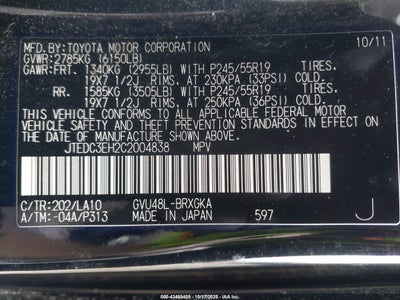 MFD.BY:TOYOTA MOTOR CORPORATION 10/11
GVWR:2785KG (6150LB)
GAWR:FRT. 1340KG (2955LB) WITH P245/55R19 TIRES.
19X7 1/2J RIMS. AT 230KPA (33PSI) COLD.
RR. 1585KG (3505LB) WITH P245/55R19 TIRES.
19X7 1/2J RIMS. AT 250KPA (36PSI) COLD.
THIS VEHICLE CONFORMS TO ALL APPLICABLE FEDERAL MOTOR
VEHICLE SAFETY STANDARDS IN EFFECT ON
THE DATE OF MANUFACTURE SHOWN ABOVE.
JTEDC3EH2C2004838 MPV
C/TR:202/LA10 GVU48L-BRXGKA
A/TM:-04A/P313 MADE IN JAPAN 597 J
000-43485405 - 10/17/2025 - IAA, Inc.